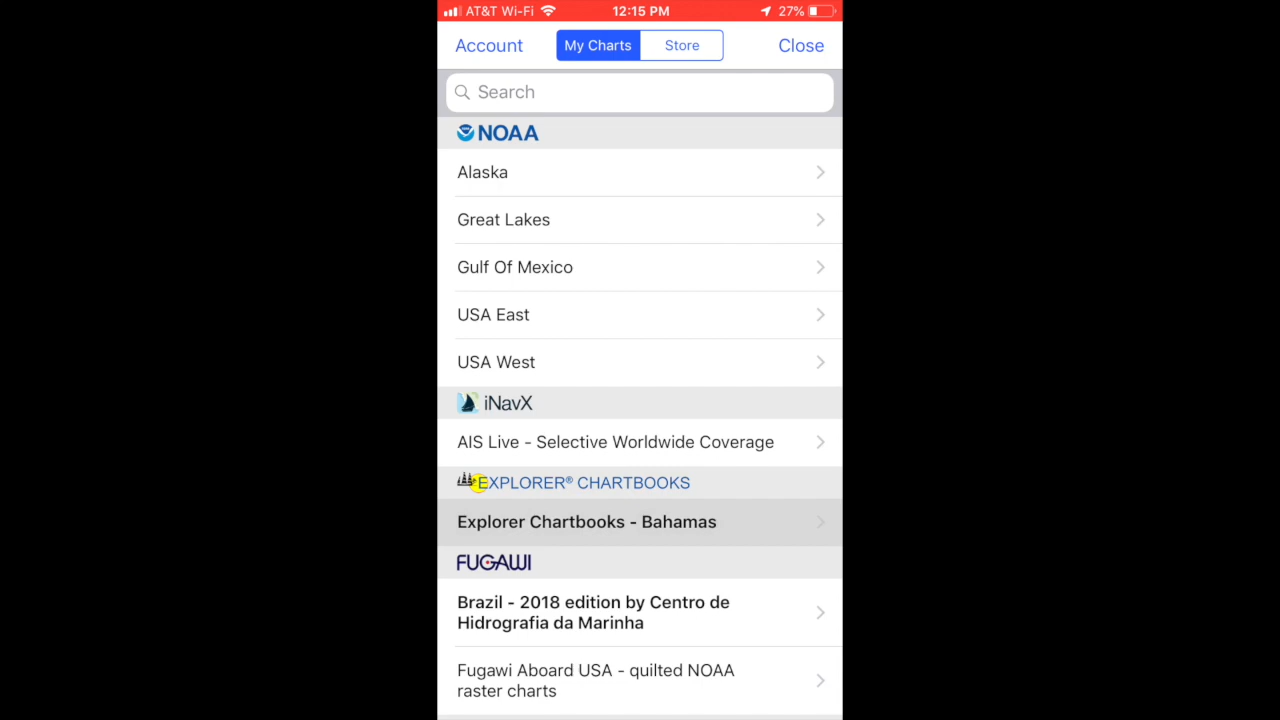 AT&T Wi-Fi 12:15 PM 27%
Account My Charts Store Close
Search
NOAA
Alaska
Great Lakes
Gulf Of Mexico
USA East
USA West
iNavX
AIS Live - Selective Worldwide Coverage
EXPLORER® CHARTBOOKS
Explorer Chartbooks - Bahamas
FUGAWI
Brazil - 2018 edition by Centro de
Hidrografia da Marinha
Fugawi Aboard USA - quilted NOAA
raster charts